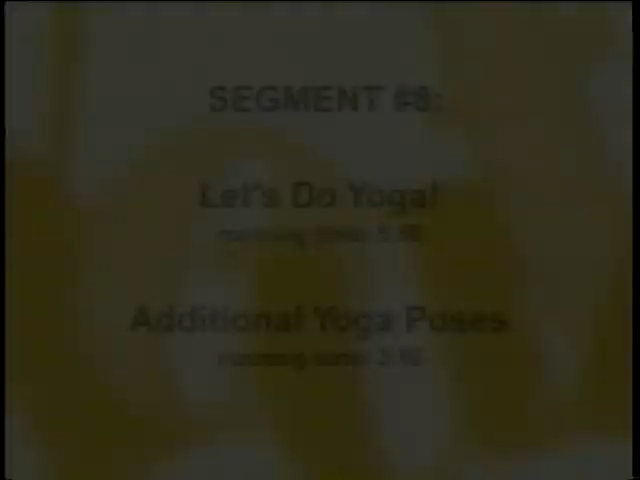 SEGMENT #8:
Let's Do Yoga!
running time:
Additional Yoga Poses
running time: